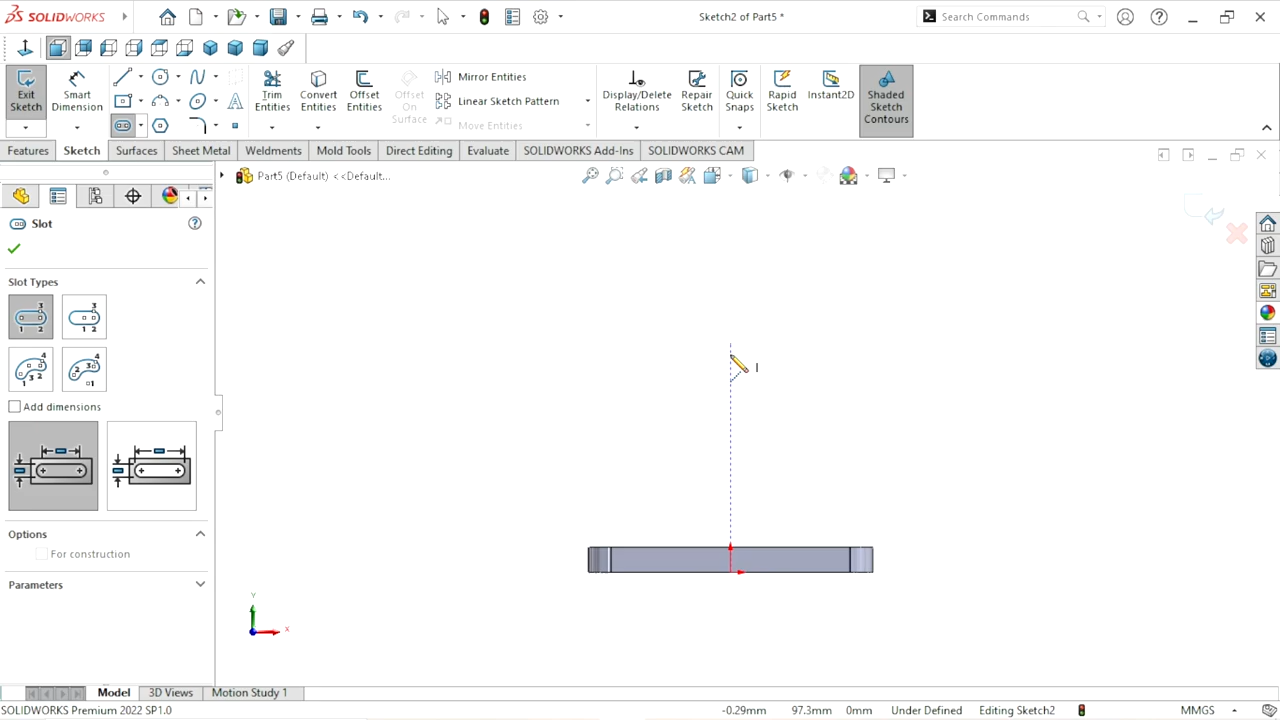 SOLIDWORKS
Sketch2 of Part5 *
Search Commands
Exit Sketch
Smart Dimension
Trim Entities
Convert Entities
Offset Entities
Offset On Surface
Mirror Entities
Linear Sketch Pattern
Move Entities
Display/Delete Relations
Repair Sketch
Quick Snaps
Rapid Sketch
Instant2D
Shaded Sketch Contours
Features
Sketch
Surfaces
Sheet Metal
Weldments
Mold Tools
Direct Editing
Evaluate
SOLIDWORKS Add-Ins
SOLIDWORKS CAM
Part5 (Default) <<Default...
Slot
Slot Types
Add dimensions
Options
For construction
Parameters
Y
X
Model
3D Views
Motion Study 1
SOLIDWORKS Premium 2022 SP1.0
-0.29mm
97.3mm
0mm
Under Defined
Editing Sketch2
MMGS